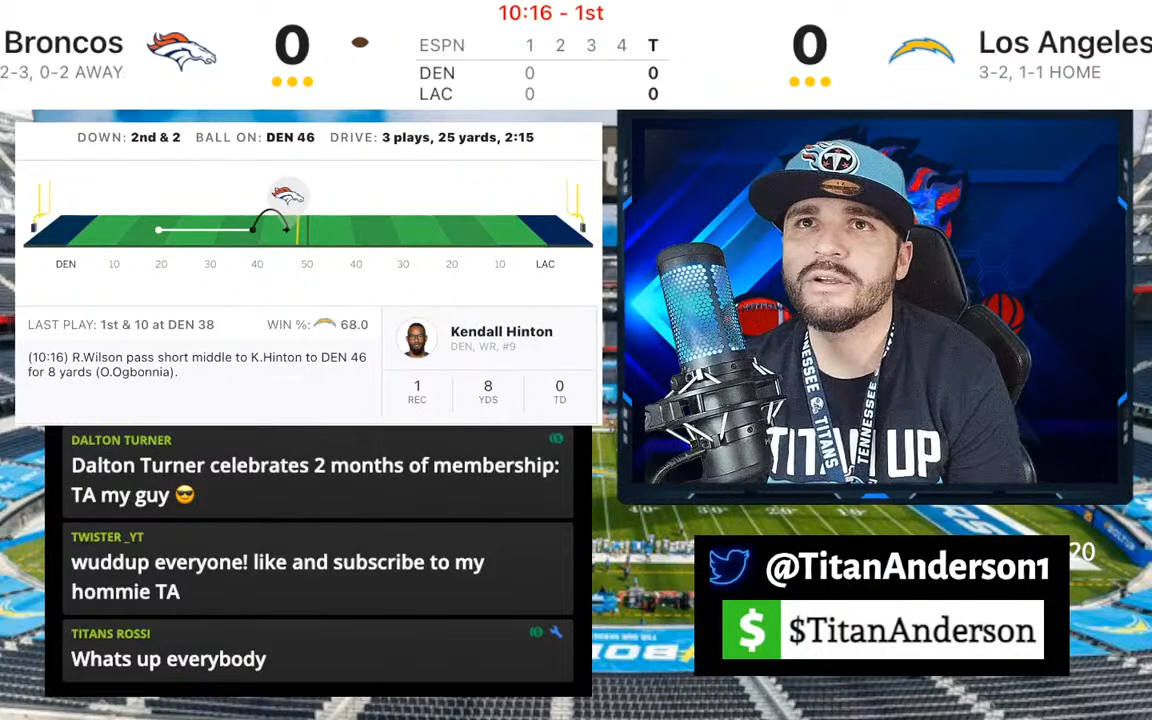 10:16 - 1st
Broncos 0
2-3, 0-2 AWAY
ESPN 1 2 3 4 T
DEN 0 0
LAC 0 0
0 Los Angeles
3-2, 1-1 HOME
DOWN: 2nd & 2 BALL ON: DEN 46 DRIVE: 3 plays, 25 yards, 2:15
DEN 10 20 30 40 50 40 30 20 10 LAC
LAST PLAY: 1st & 10 at DEN 38 WIN %: 68.0
(10:16) R.Wilson pass short middle to K.Hinton to DEN 46
for 8 yards (O.Ogbonnia).
Kendall Hinton
DEN, WR, #9
1 8 0
REC YDS TD
DALTON TURNER
Dalton Turner celebrates 2 months of membership:
TA my guy 😎
TWISTER _YT
wuddup everyone! like and subscribe to my
hommie TA
TITANS ROSSI
Whats up everybody
T
TITAN UP
TITANS
TENNESSEE
20
@TitanAnderson1
$ $TitanAnderson